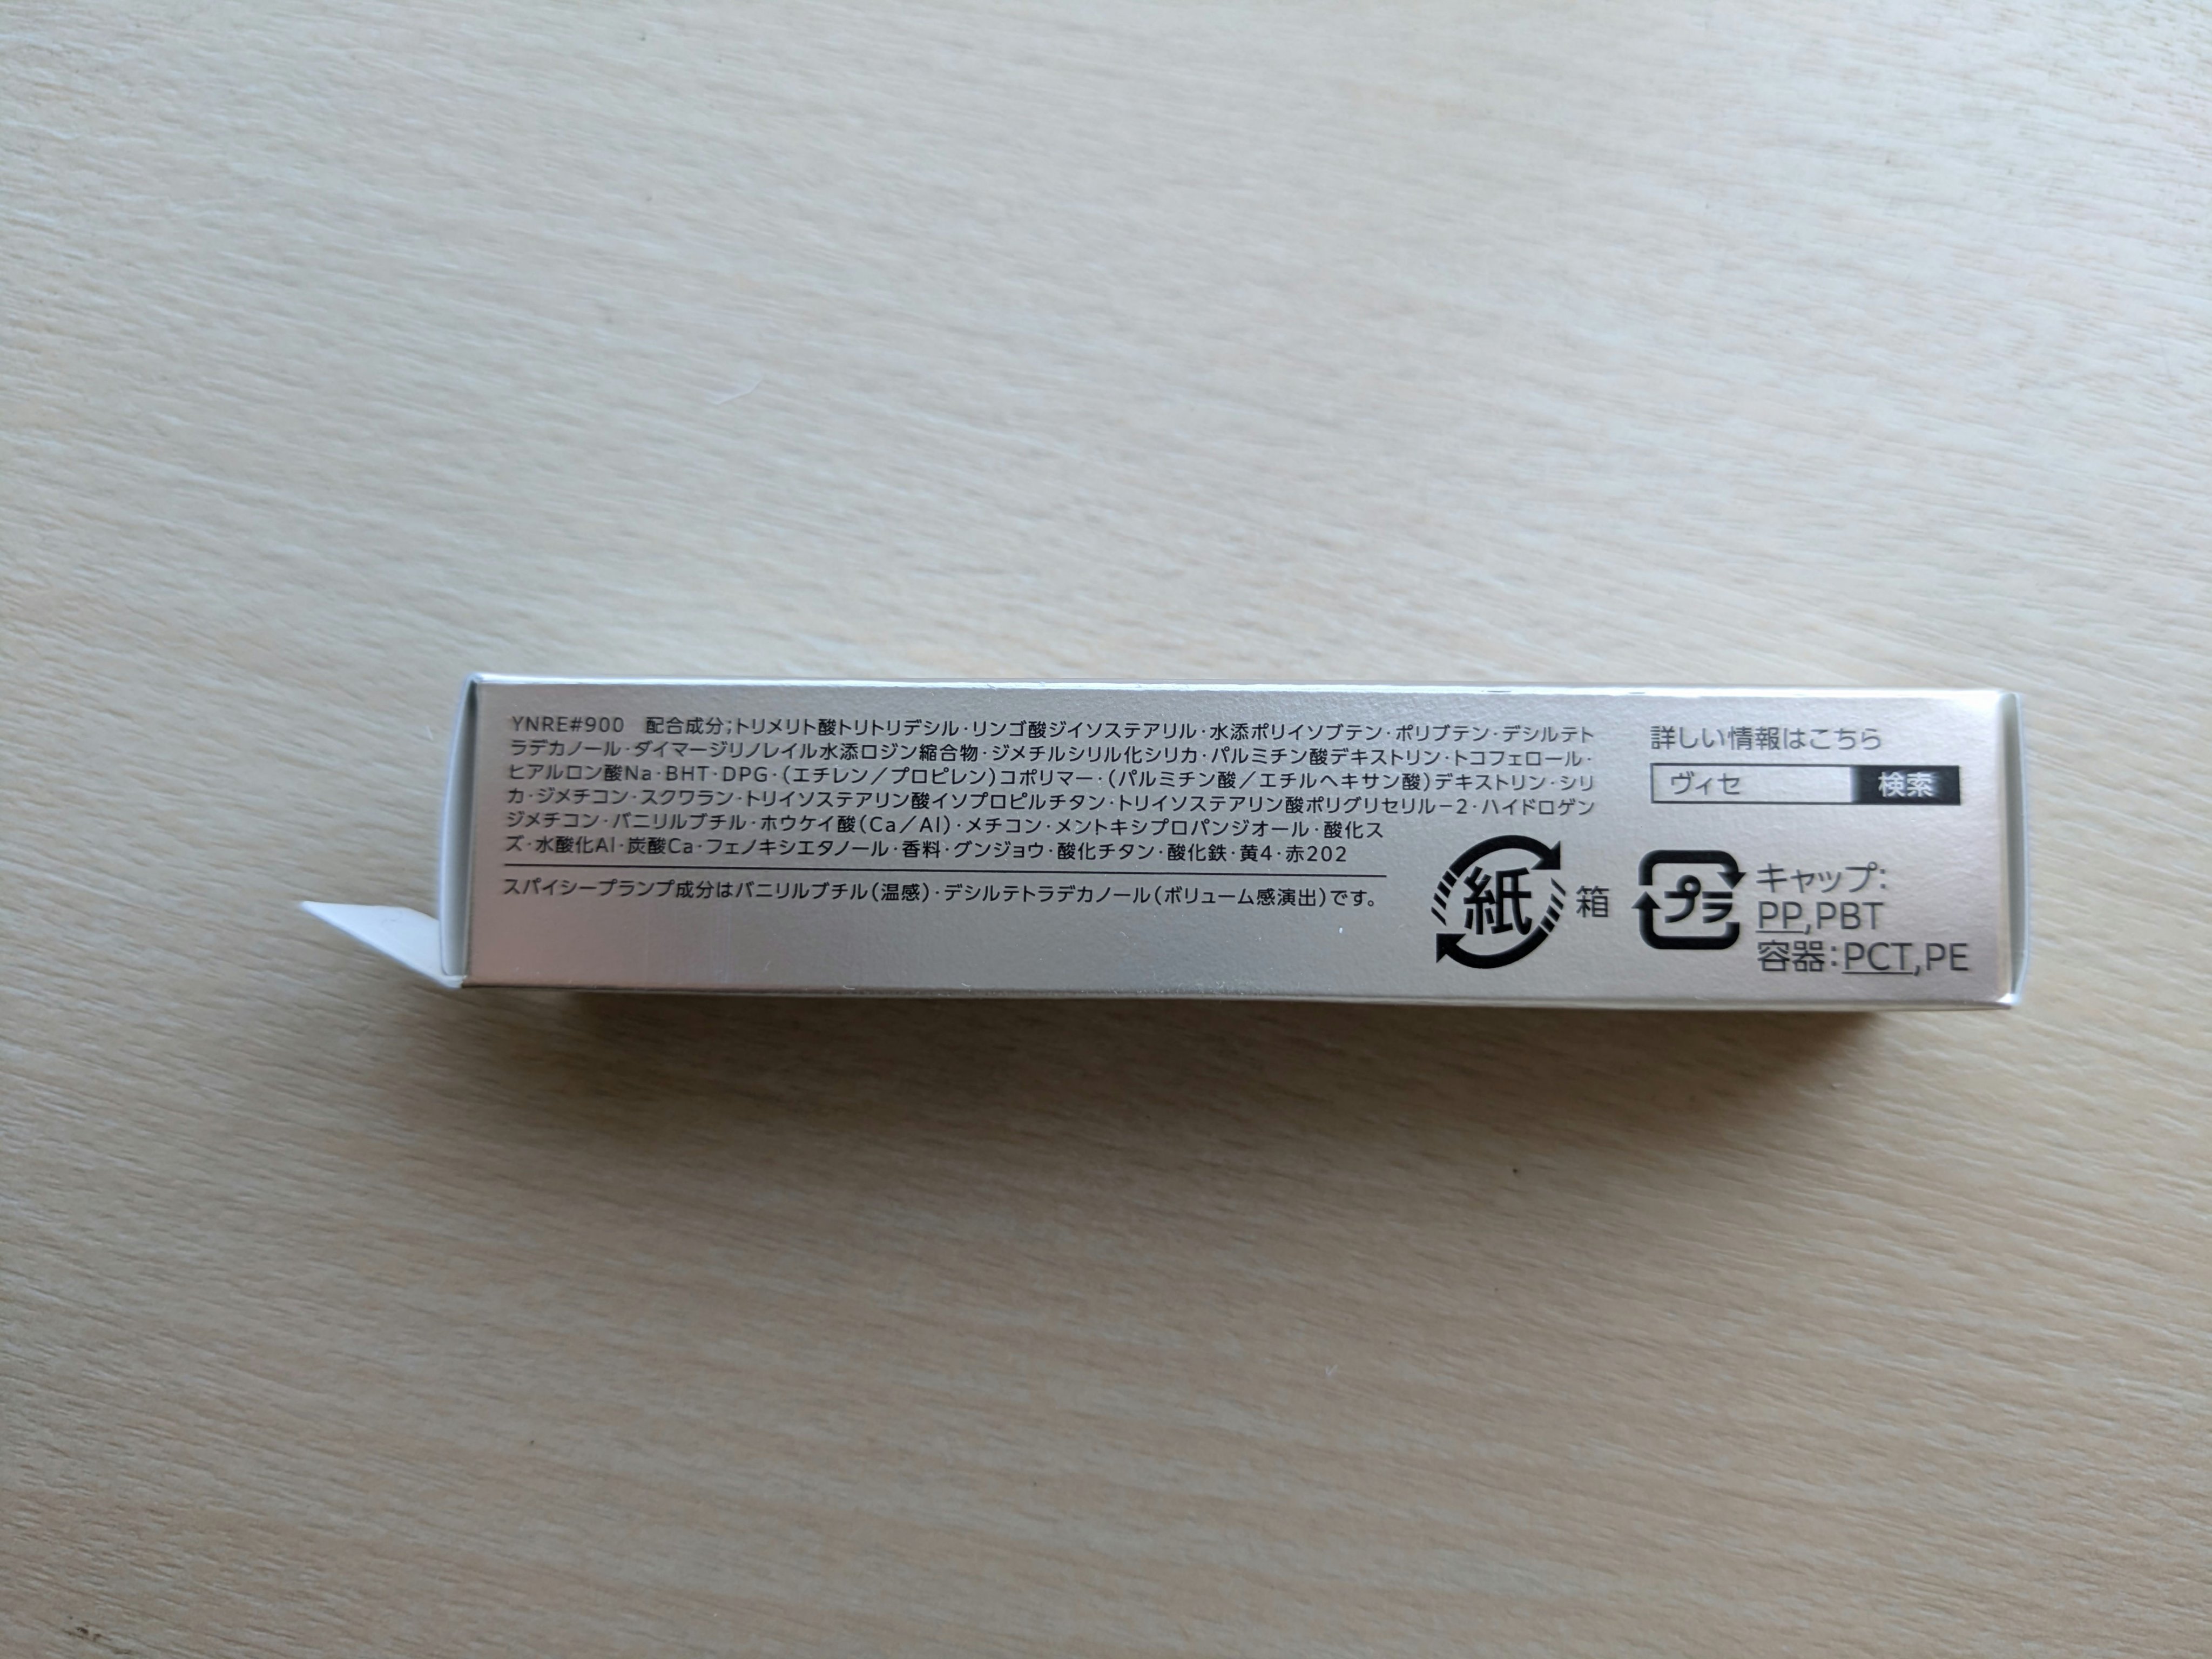 YNRE#900 配合成分;トリメリト酸トリトリデシル・リンゴ酸ジイソステアリル・水添ポリイソブテン・ポリブテン・デシルテト
ラデカノール・ダイマージリノレイル水添ロジン縮合物・ジメチルシリル化シリカ・パルミチン酸デキストリン・トコフェロール・
ヒアルロン酸Na・BHT・DPG・(エチレン/プロピレン)コポリマー・(パルミチン酸/エチルヘキサン酸)デキストリン・シリ
カ・ジメチコン・スクワラン・トリイソステアリン酸イソプロピルチタン・トリイソステアリン酸ポリグリセリル-2・ハイドロゲン
ジメチコン・バニリルブチル・ホウケイ酸(Ca/Al)・メチコン・メントキシプロパンジオール・酸化ス
ズ・水酸化Al・炭酸Ca・フェノキシエタノール・香料・グンジョウ・酸化チタン・酸化鉄・黄4・赤202
スパイシープランプ成分はバニリルブチル(温感)・デシルテトラデカノール(ボリューム感演出)です。
詳しい情報はこちら
ヴィセ 検索
紙 箱
プラ
キャップ:
PP,PBT
容器:PCT,PE